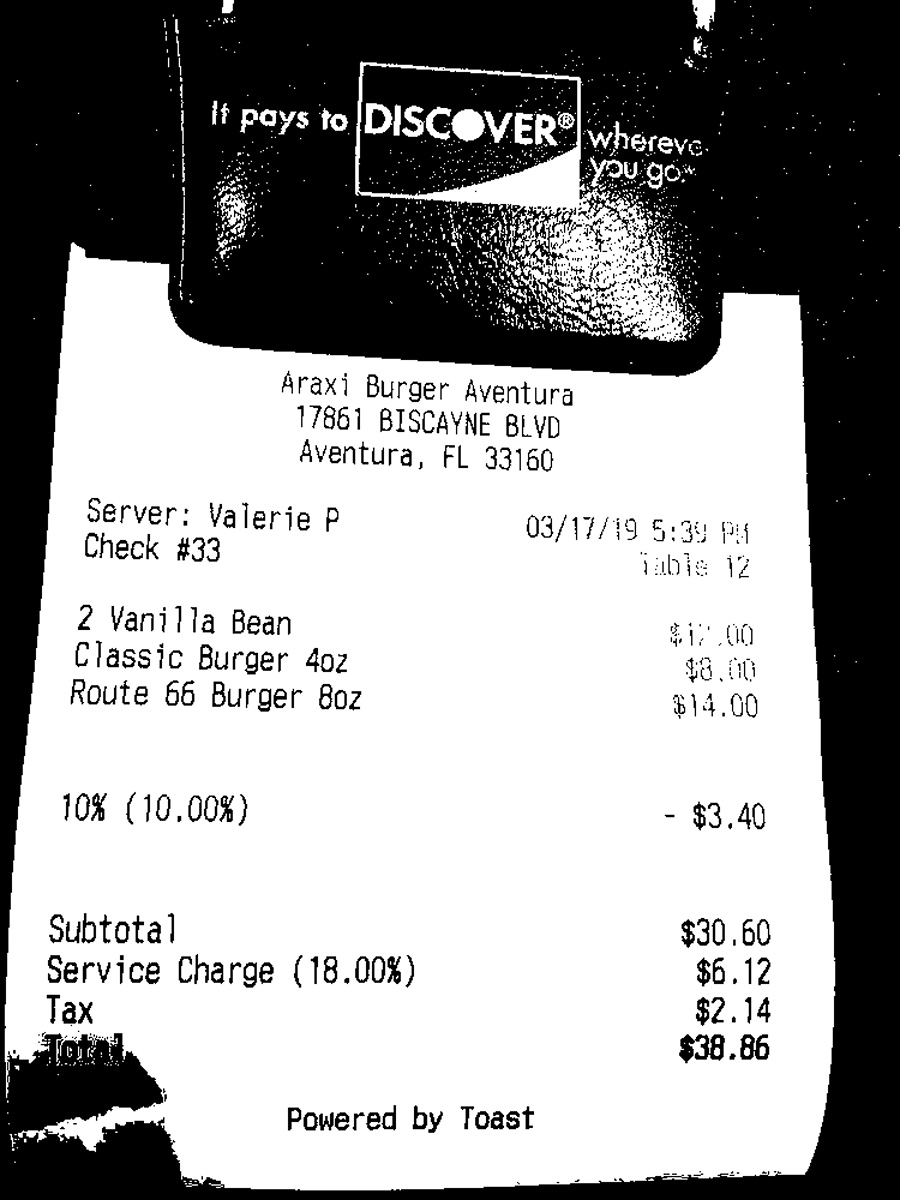 It pays to DISCOVER® wherever
you go.
Araxi Burger Aventura
17861 BISCAYNE BLVD
Aventura, FL 33160
Server: Valerie P 03/17/19 5:39 PM
Check #33 Table 12
2 Vanilla Bean $12.00
Classic Burger 4oz $8.00
Route 66 Burger 8oz $14.00
10% (10.00%) - $3.40
Subtotal $30.60
Service Charge (18.00%) $6.12
Tax $2.14
Total $38.86
Powered by Toast